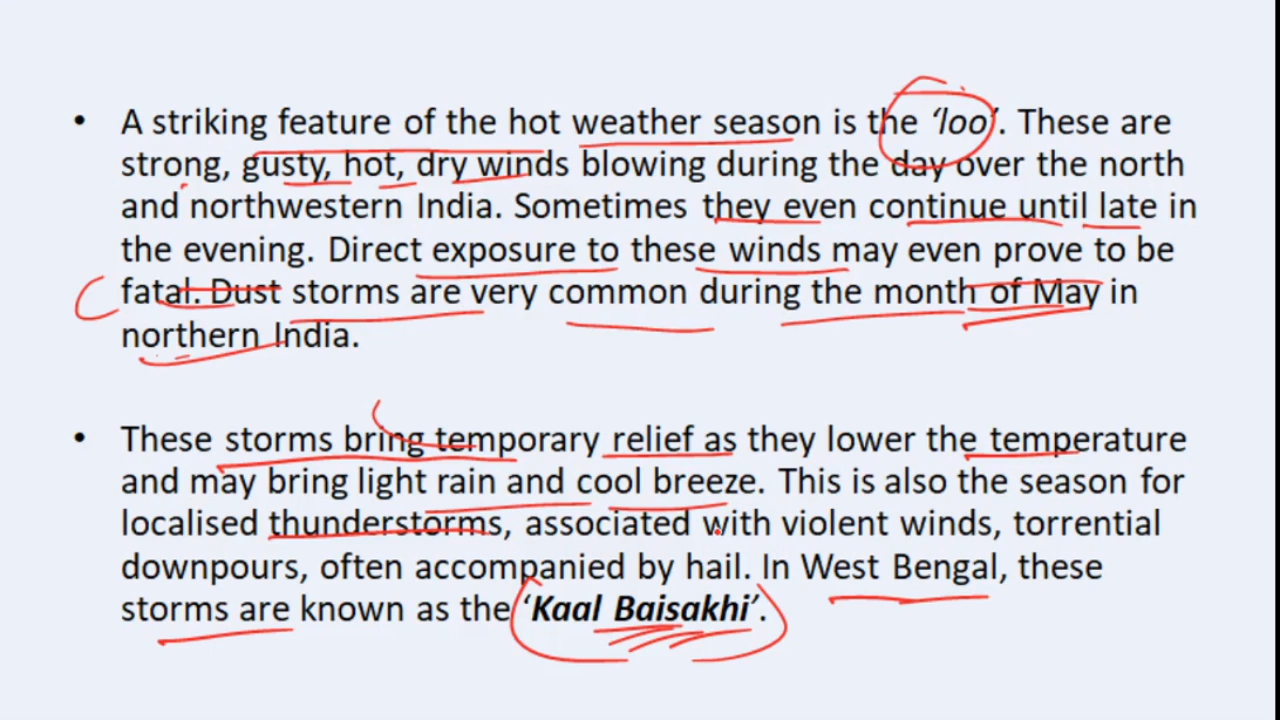 • A striking feature of the hot weather season is the ‘loo’. These are
strong, gusty, hot, dry winds blowing during the day over the north
and northwestern India. Sometimes they even continue until late in
the evening. Direct exposure to these winds may even prove to be
fatal. Dust storms are very common during the month of May in
northern India.
• These storms bring temporary relief as they lower the temperature
and may bring light rain and cool breeze. This is also the season for
localised thunderstorms, associated with violent winds, torrential
downpours, often accompanied by hail. In West Bengal, these
storms are known as the ‘Kaal Baisakhi’.